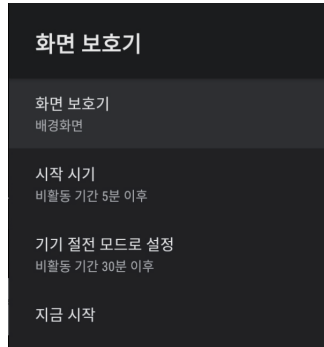 화면 보호기
화면 보호기
배경화면
시작 시기
비활동 기간 5분 이후
기기 절전 모드로 설정
비활동 기간 30분 이후
지금 시작